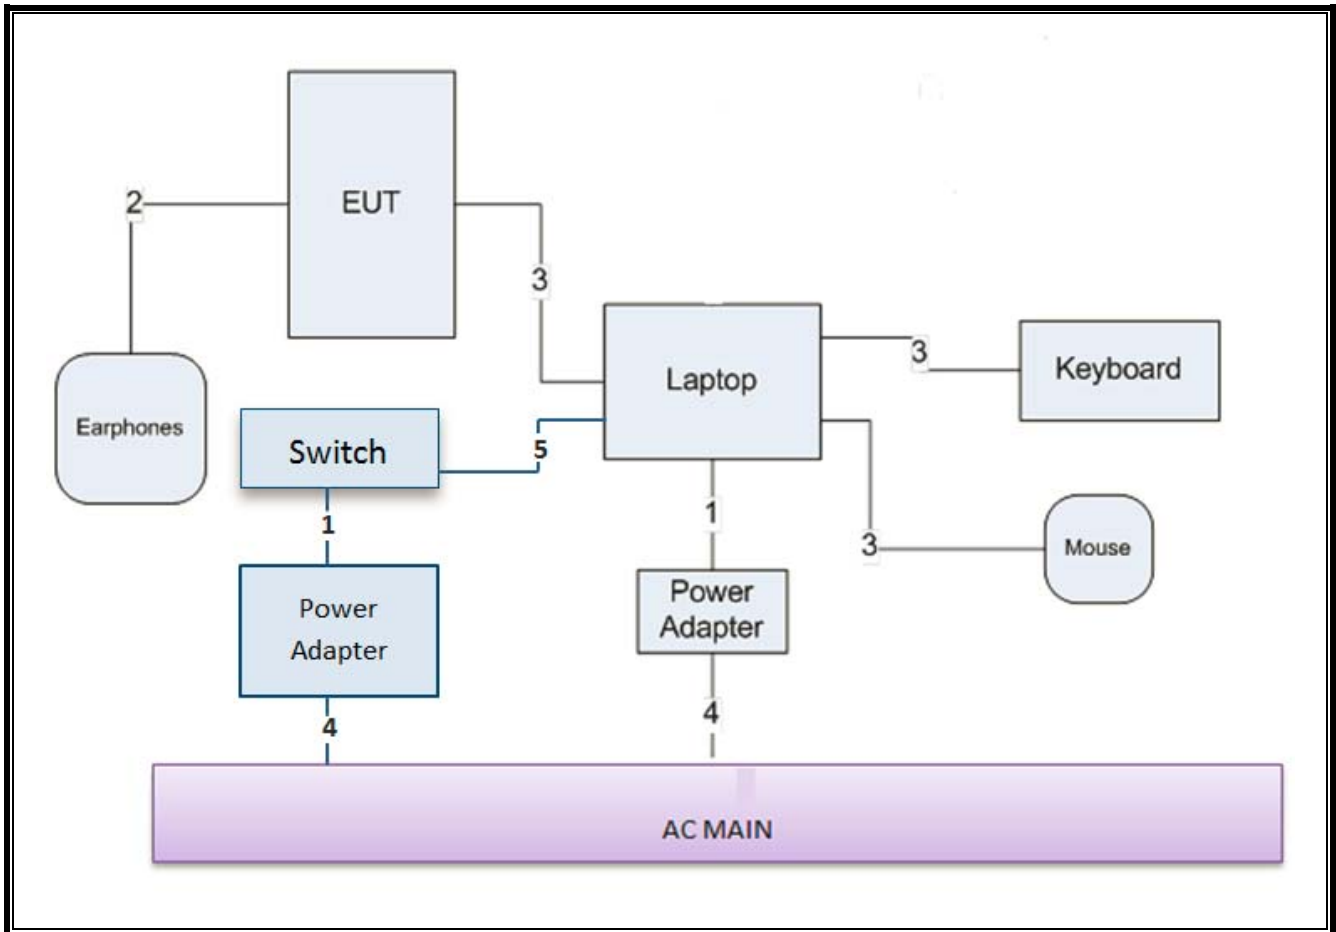 EUT
2
3
Laptop
3
Keyboard
Earphones
Switch
5
1
1
3
Mouse
Power
Adapter
Power
Adapter
4
4
AC MAIN